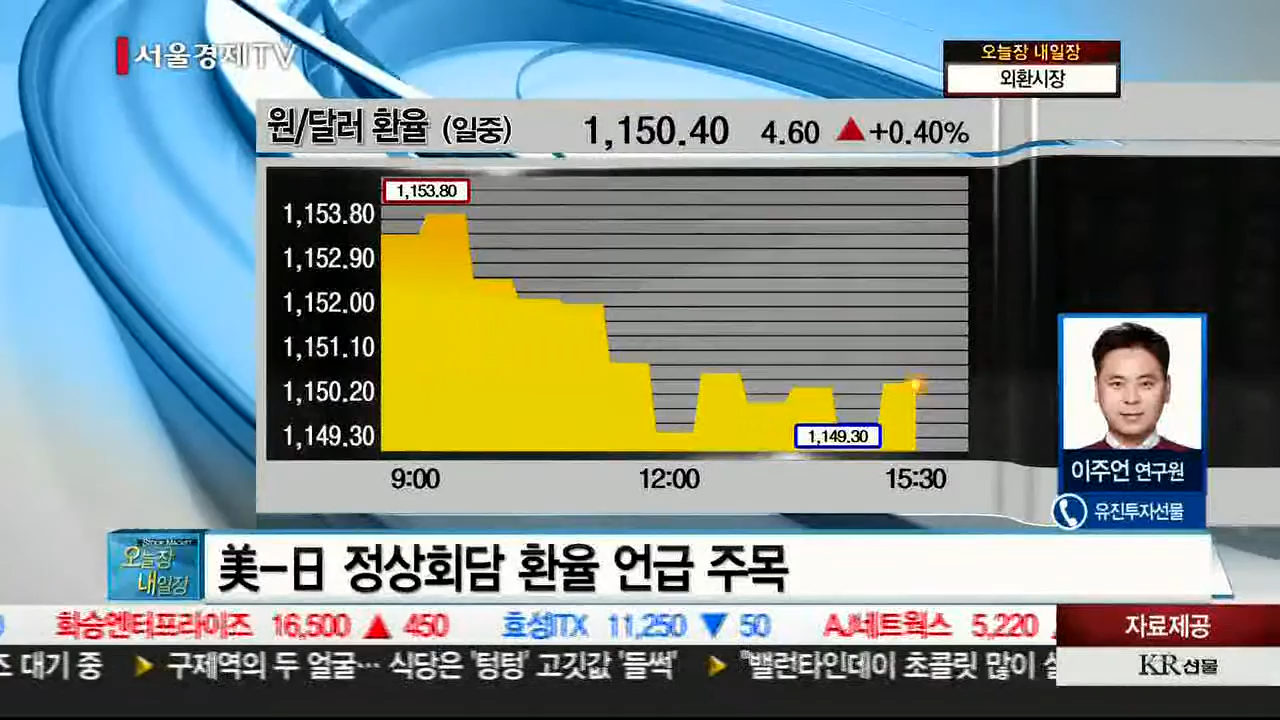 서울경제TV
오늘장 내일장
외환시장
원/달러 환율 (일중) 1,150.40 4.60 ▲+0.40%
1,153.80
1,153.80
1,152.90
1,152.00
1,151.10
1,150.20
1,149.30
1,149.30
9:00 12:00 15:30
이주언 연구원
유진투자선물
오늘장
내일장
美-日 정상회담 환율 언급 주목
화승엔터프라이즈 16,500 ▲ 450 효성ITX 11,250 ▼ 50 AJ네트웍스 5,220
자료제공
대기 중 ▶ 구제역의 두 얼굴… 식당은 '텅텅' 고깃값 '들썩' ▶ "밸런타인데이 초콜릿 많이
KR선물